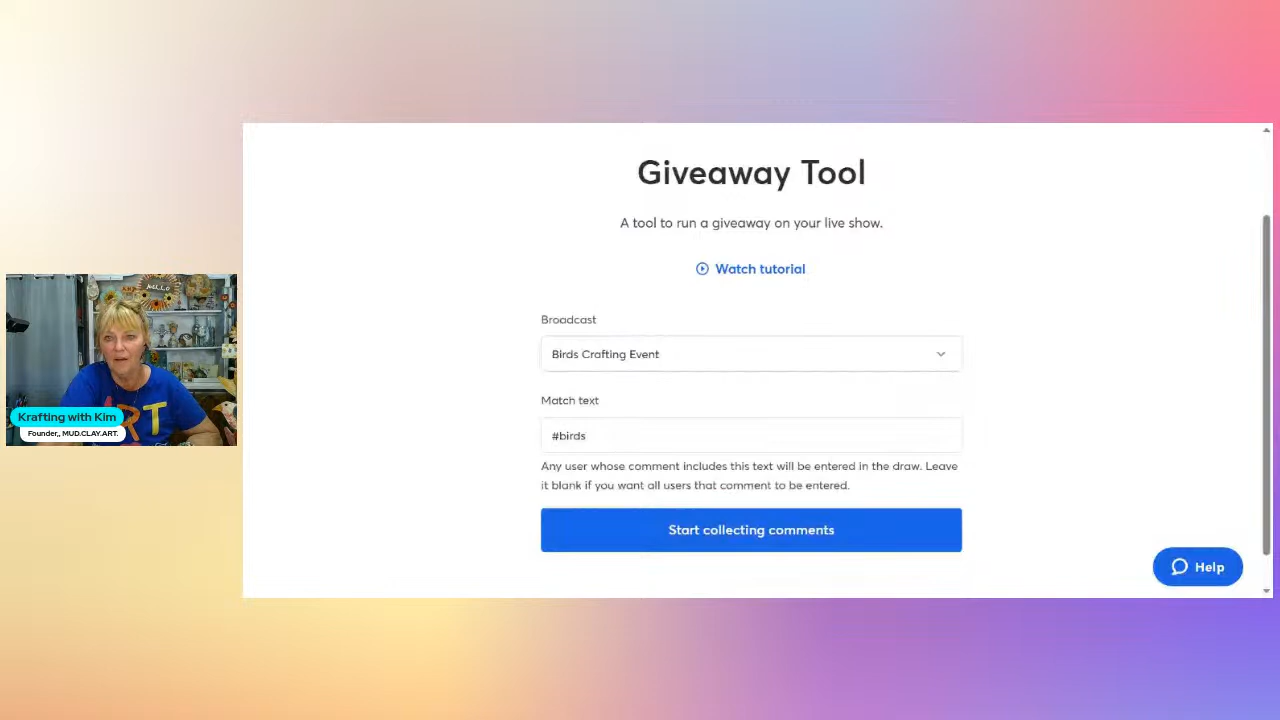 Giveaway Tool
A tool to run a giveaway on your live show.
Watch tutorial
Broadcast
Birds Crafting Event
Match text
#birds
Any user whose comment includes this text will be entered in the draw. Leave
it blank if you want all users that comment to be entered.
Start collecting comments
Help
HELLO
ART
Krafting with Kim
Founder,, MUD.CLAY.ART.